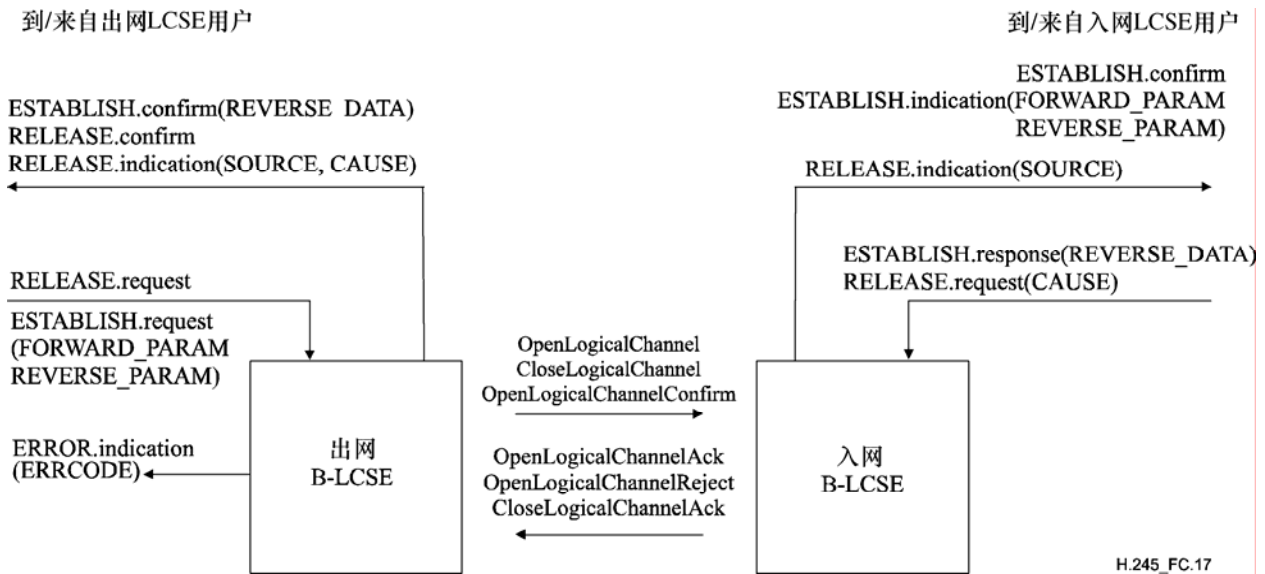 到/来自出网LCSE用户
到/来自入网LCSE用户
ESTABLISH.confirm(REVERSE DATA)
RELEASE.confirm
RELEASE.indication(SOURCE, CAUSE)
ESTABLISH.confirm
ESTABLISH.indication(FORWARD_PARAM
REVERSE_PARAM)
RELEASE.indication(SOURCE)
RELEASE.request
ESTABLISH.request
(FORWARD_PARAM
REVERSE_PARAM)
ESTABLISH.response(REVERSE_DATA)
RELEASE.request(CAUSE)
ERROR.indication
(ERRCODE)
出网
B-LCSE
OpenLogicalChannel
CloseLogicalChannel
OpenLogicalChannelConfirm
OpenLogicalChannelAck
OpenLogicalChannelReject
CloseLogicalChannelAck
入网
B-LCSE
H.245_FC.17